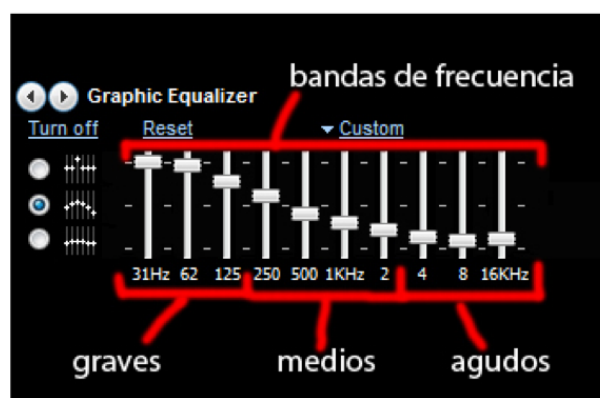 bandas de frecuencia
Graphic Equalizer
Turn off Reset Custom
31Hz 62 125 250 500 1KHz 2 4 8 16KHz
graves medios agudos